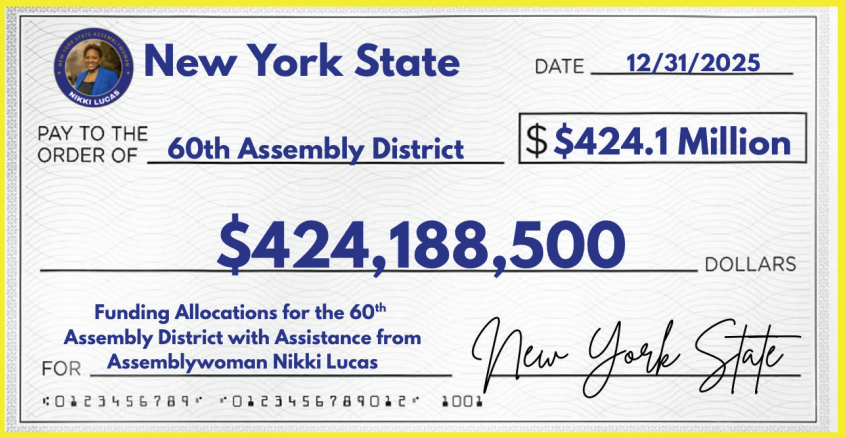 NEW YORK STATE ASSEMBLYWOMAN
NIKKI LUCAS
New York State
DATE 12/31/2025
PAY TO THE
ORDER OF 60th Assembly District
$ $424.1 Million
$424,188,500
DOLLARS
Funding Allocations for the 60th
Assembly District with Assistance from
FOR Assemblywoman Nikki Lucas
New York State
⑆0123456789⑈ ⑈0123456789012⑈ 1001